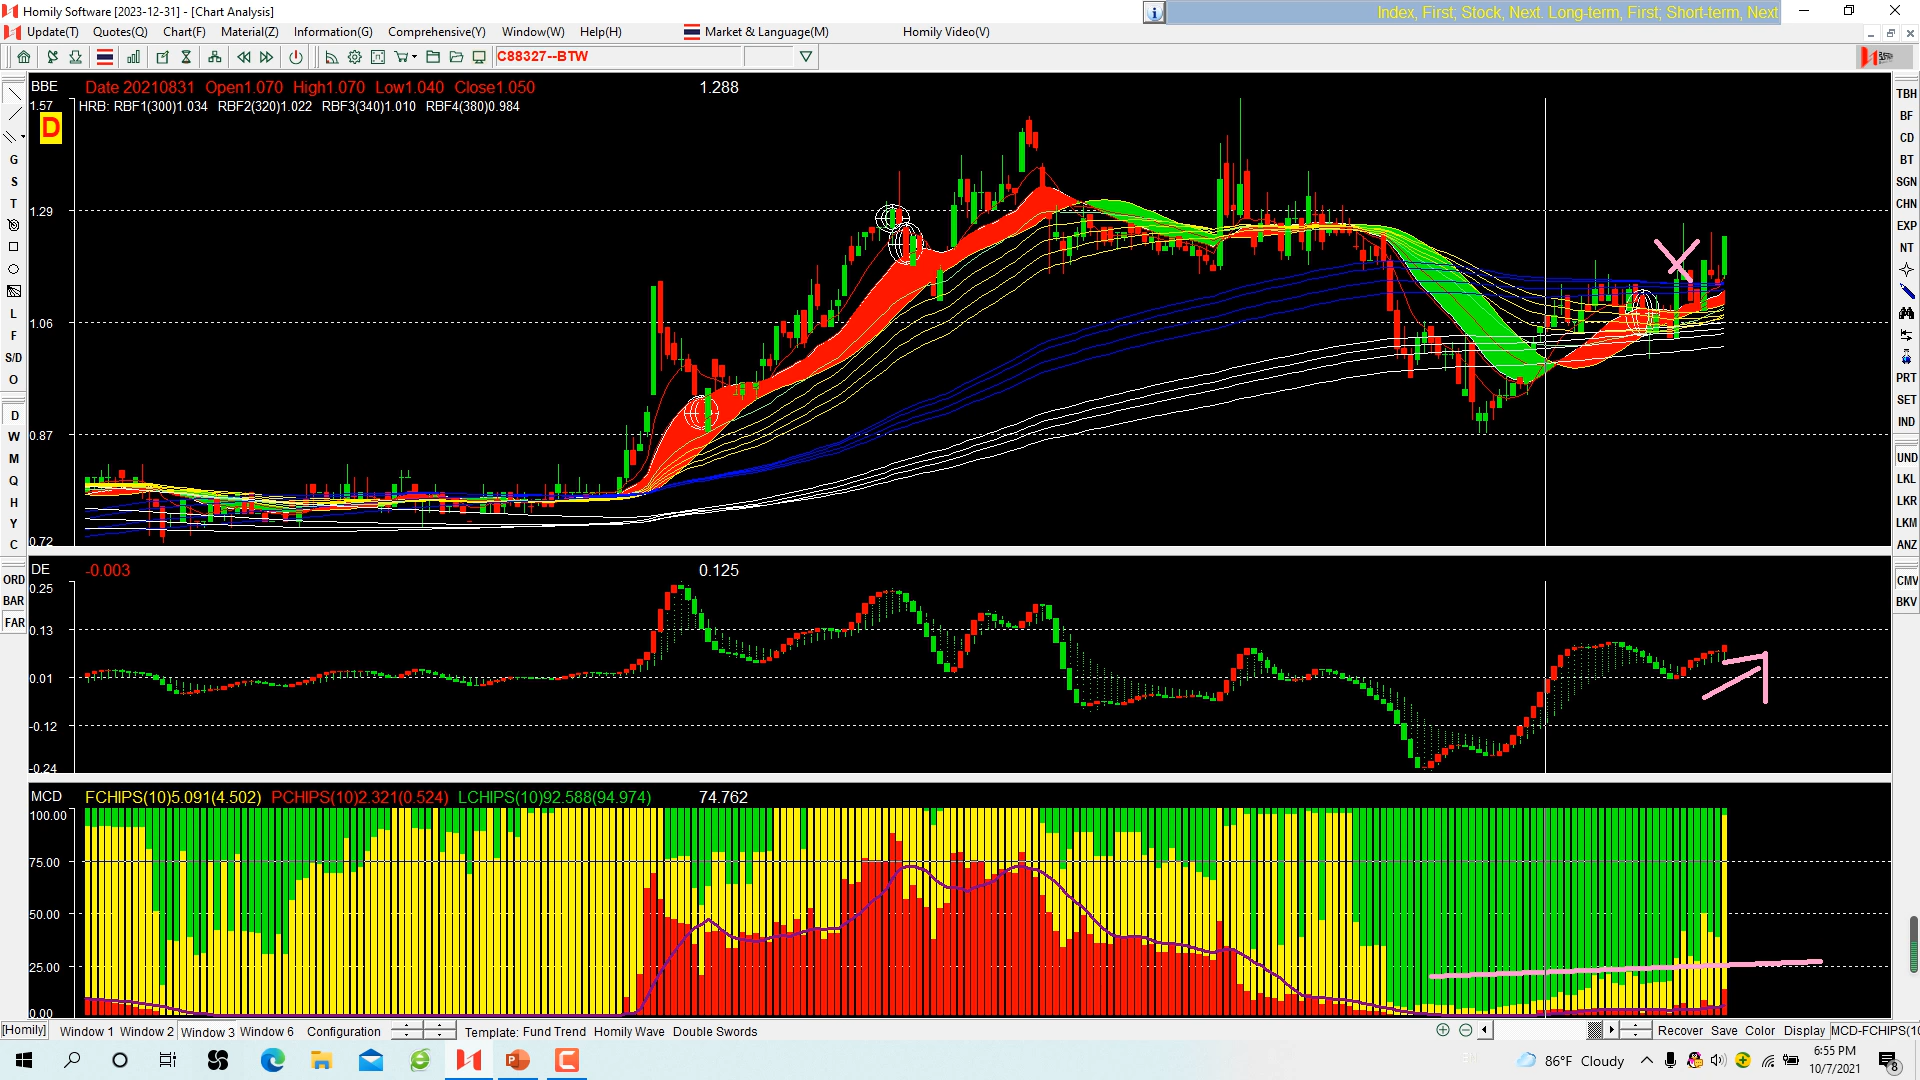 Homily Software [2023-12-31] - [Chart Analysis]
Index, First; Stock, Next. Long-term, First; Short-term, Next
Update(T) Quotes(Q) Chart(F) Material(Z) Information(G) Comprehensive(Y) Window(W) Help(H) Market & Language(M) Homily Video(V)
C88327--BTW
BBE Date 20210831 Open1.070 High1.070 Low1.040 Close1.050 1.288
1.57 HRB: RBF1(300)1.034 RBF2(320)1.022 RBF3(340)1.010 RBF4(380)0.984
D
1.29
1.06
0.87
0.72
DE -0.003 0.125
0.25
0.13
0.01
-0.12
-0.24
MCD FCHIPS(10)5.091(4.502) PCHIPS(10)2.321(0.524) LCHIPS(10)92.588(94.974) 74.762
100.00
75.00
50.00
25.00
0.00
G
S
T
L
F
S/D
O
D
W
M
Q
H
Y
C
ORD
BAR
FAR
TBH
BF
CD
BT
SGN
CHN
EXP
NT
PRT
SET
IND
UND
LKL
LKR
LKM
ANZ
CMV
BKV
[Homily] Window 1 Window 2 Window 3 Window 6 Configuration Template: Fund Trend Homily Wave Double Swords Recover Save Color Display MCD-FCHIPS(10
86°F Cloudy
6:55 PM
10/7/2021
8